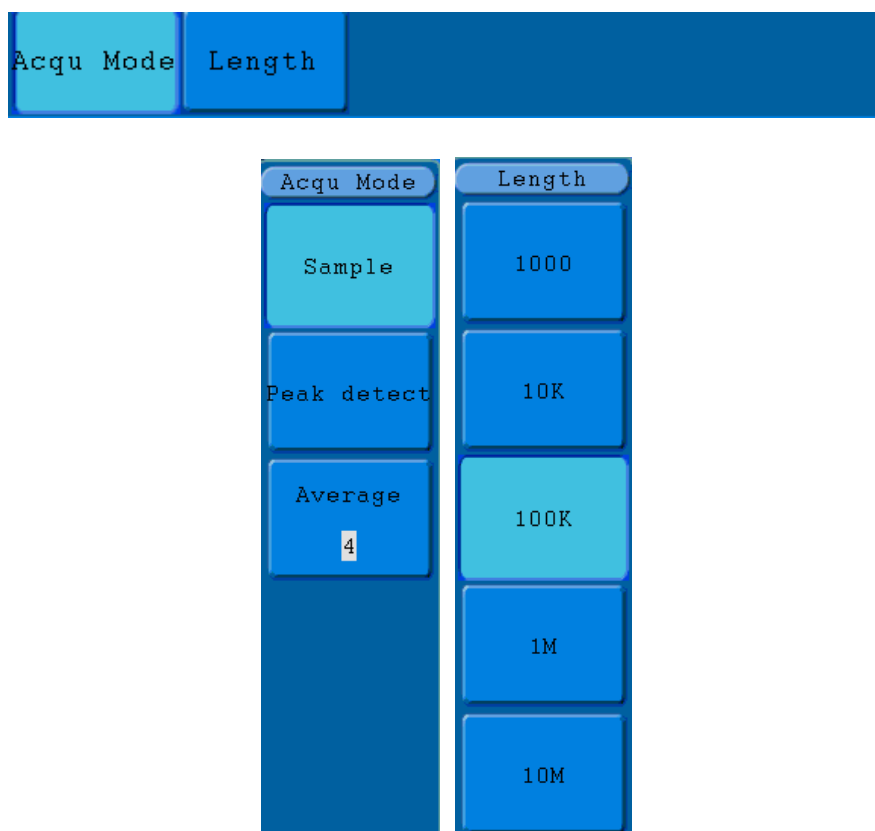 Acqu Mode
Length
Acqu Mode
Sample
Peak detect
Average
4
Length
1000
10K
100K
1M
10M